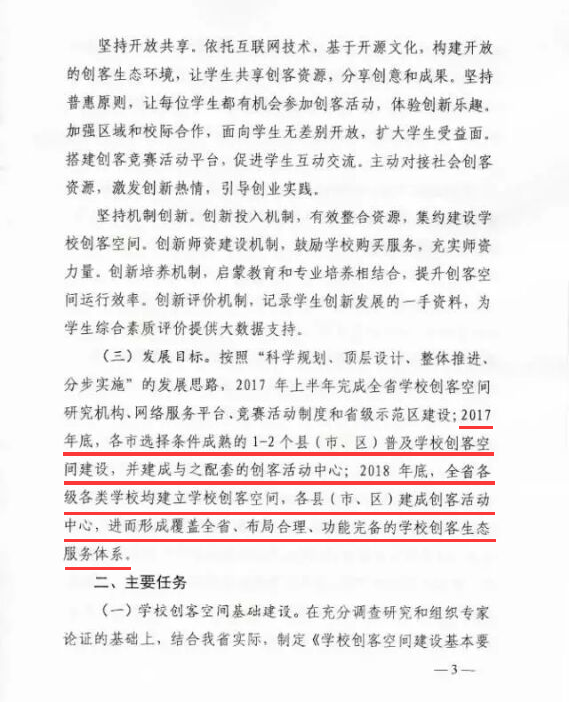 坚持开放共享。依托互联网技术，基于开源文化，构建开放
的创客生态环境，让学生共享创客资源，分享创意和成果。坚持
普惠原则，让每位学生都有机会参加创客活动，体验创新乐趣。
加强区域和校际合作，面向学生无差别开放，扩大学生受益面。
搭建创客竞赛活动平台，促进学生互动交流。主动对接社会创客
资源，激发创新热情，引导创业实践。
坚持机制创新。创新投入机制，有效整合资源，集约建设学
校创客空间。创新师资建设机制，鼓励学校购买服务，充实师资
力量。创新培养机制，启蒙教育和专业培养相结合，提升创客空
间运行效率。创新评价机制，记录学生创新发展的一手资料，为
学生综合素质评价提供大数据支持。
（三）发展目标。按照“科学规划、顶层设计、整体推进、
分步实施”的发展思路，2017 年上半年完成全省学校创客空间
研究机构、网络服务平台、竞赛活动制度和省级示范区建设；2017
年底，各市选择条件成熟的 1-2 个县（市、区）普及学校创客空
间建设，并建成与之配套的创客活动中心；2018 年底，全省各
级各类学校均建立学校创客空间，各县（市、区）建成创客活动
中心，进而形成覆盖全省、布局合理、功能完备的学校创客生态
服务体系。
二、主要任务
（一）学校创客空间基础建设。在充分调查研究和组织专家
论证的基础上，结合我省实际，制定《学校创客空间建设基本要
—3—